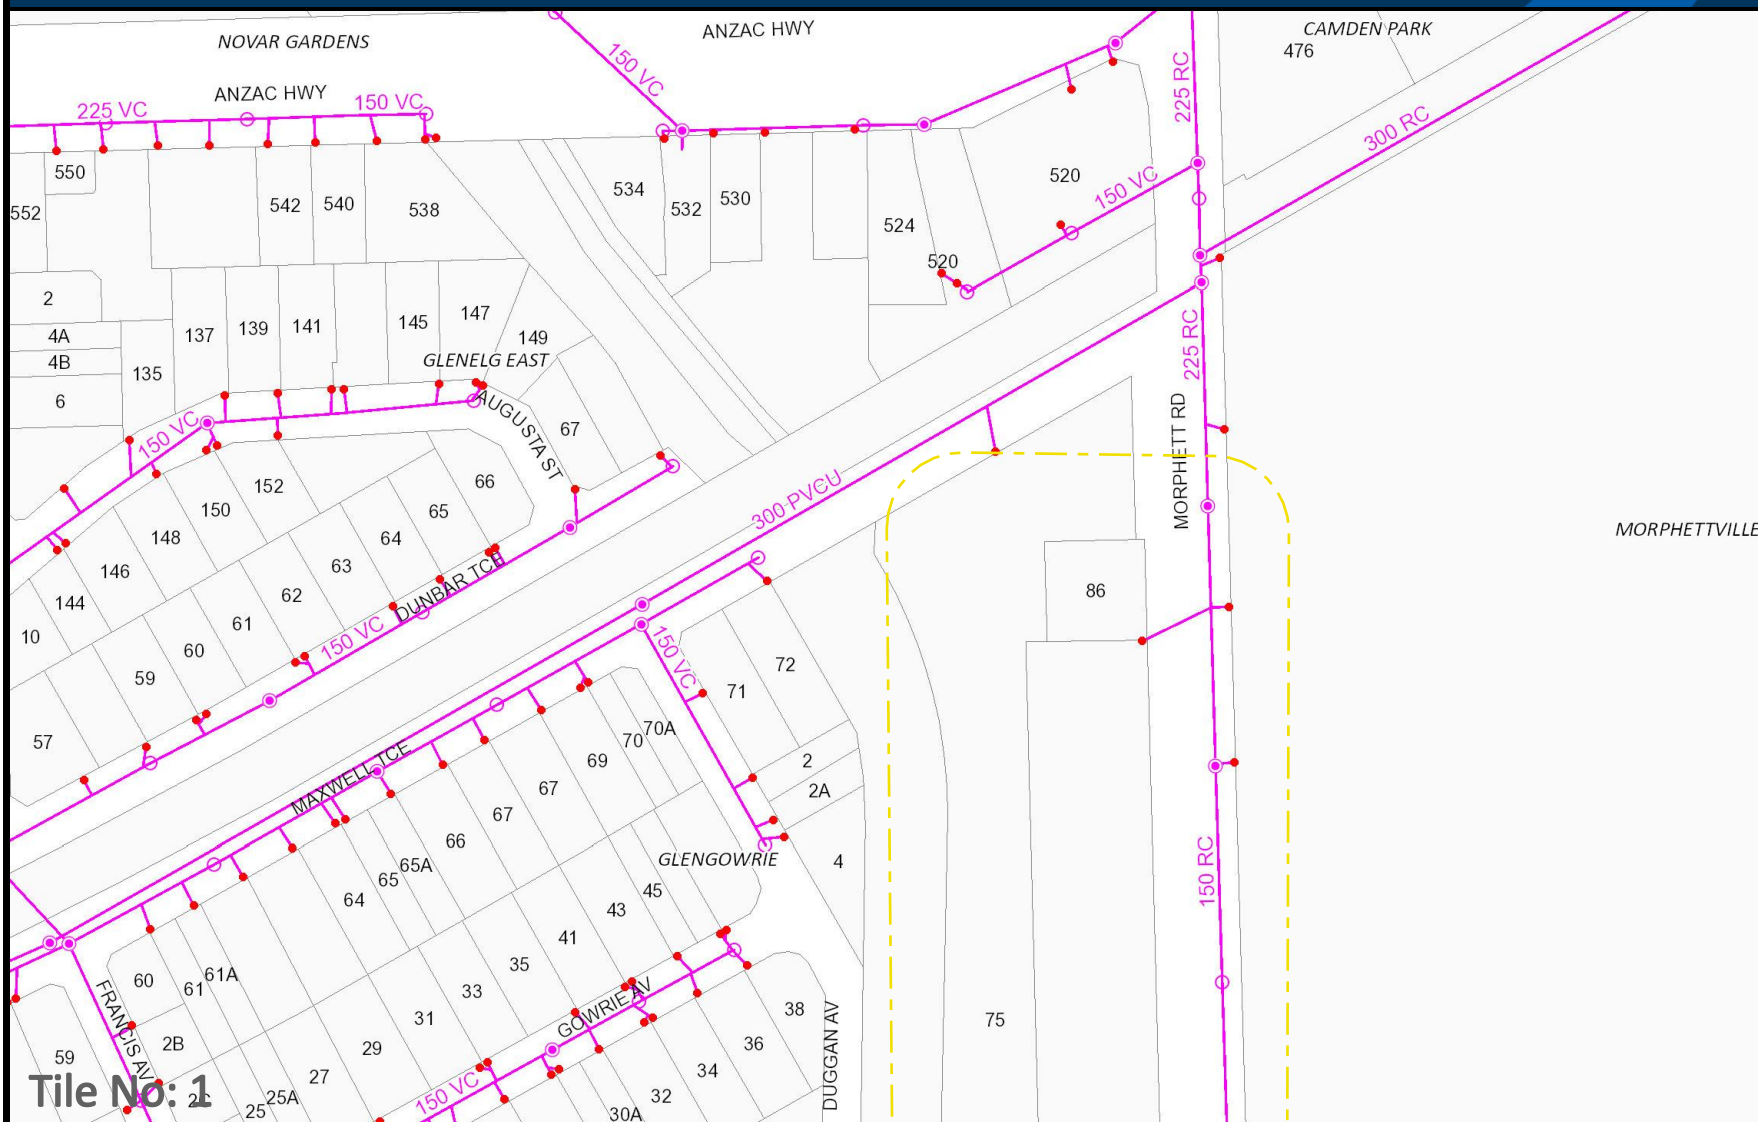 NOVAR GARDENS
ANZAC HWY
CAMDEN PARK
476
150 VC
225 RC
ANZAC HWY
225 VC
150 VC
300 RC
550
552
542
540
538
534
532
530
524
520
150 VC
520
2
4A
4B
6
135
137
139
141
145
147
149
GLENELG EAST
225 RC
150 VC
AUGUSTA ST
67
MORPHETT RD
66
65
64
63
62
61
60
59
57
152
150
148
146
144
10
300 PVCU
MORPHETTVILLE
DUNBAR TCE
150 VC
86
150 VC
72
71
70A
70
69
67
67
66
65A
65
64
2
2A
4
MAXWELL TCE
GLENGOWRIE
150 RC
45
43
41
35
33
31
29
27
25A
25
60
61
61A
2B
2C
59
FRANCIS AV
GOWRIE AV
38
36
34
32
30A
150 VC
DUGGAN AV
75
Tile No: 1